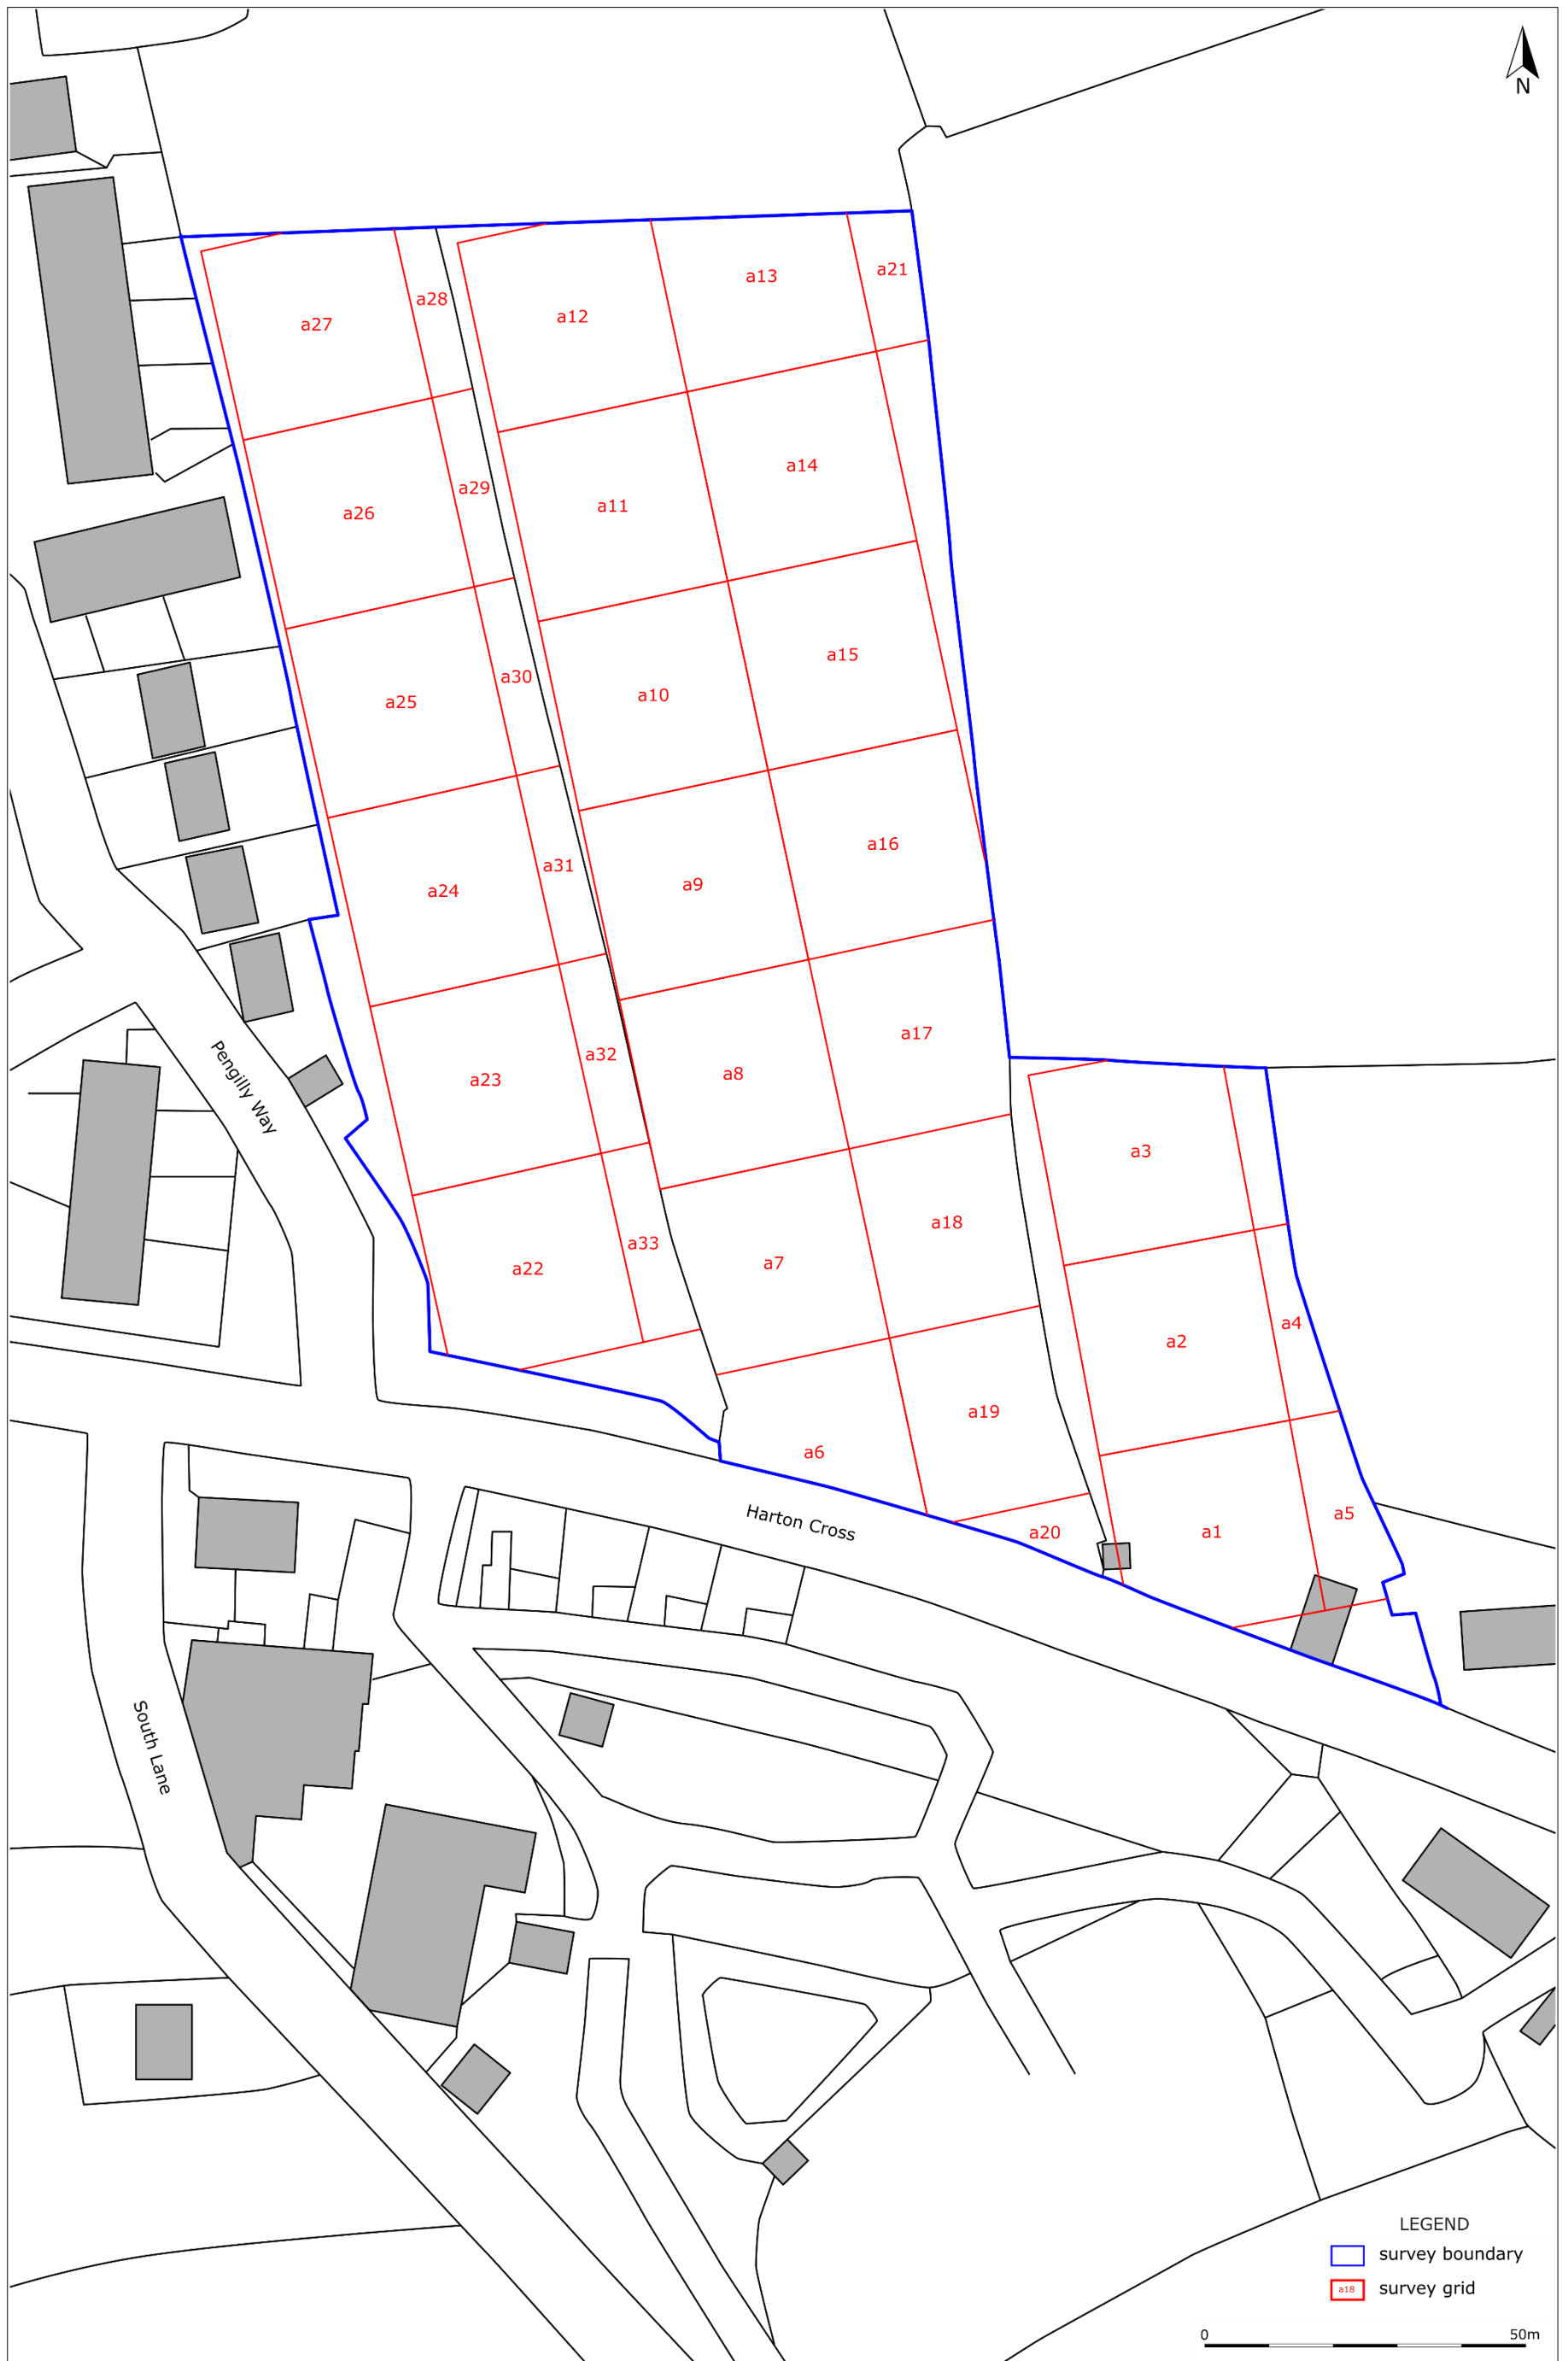 N
a21
a13
a28
a12
a27
a14
a29
a11
a26
a15
a30
a10
a25
a16
a31
a9
a24
a17
a32
a8
a23
Pengilly Way
a3
a18
a33
a7
a22
a4
a2
a19
a6
a5
Harton Cross
a20
a1
South Lane
LEGEND
survey boundary
a18 survey grid
0 50m